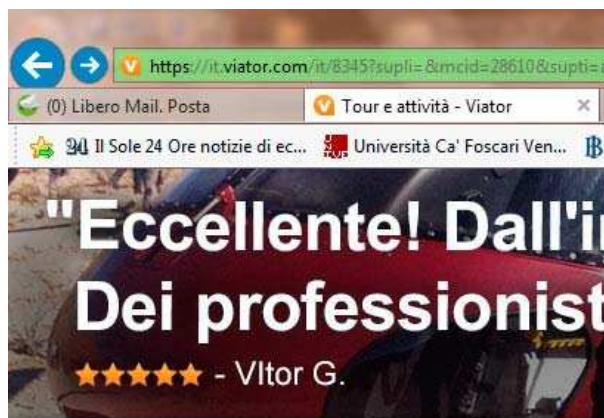 https://it.viator.com/it/8345?supli=&mcid=28610&supti=
(0) Libero Mail. Posta
Tour e attività - Viator
24 Il Sole 24 Ore notizie di ec...
Università Ca' Foscari Ven...
"Eccellente! Dall'i
Dei professionist
- VItor G.